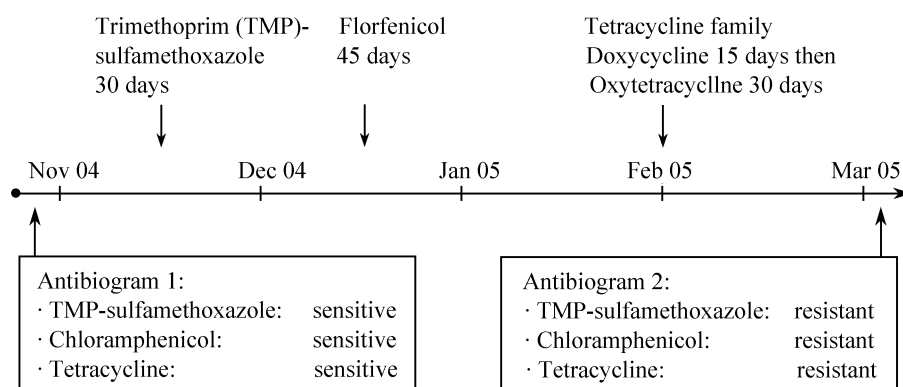 Trimethoprim (TMP)-
sulfamethoxazole
30 days
Florfenicol
45 days
Tetracycline family
Doxycycline 15 days then
Oxytetracycllne 30 days
Nov 04
Dec 04
Jan 05
Feb 05
Mar 05
Antibiogram 1:
· TMP-sulfamethoxazole: sensitive
· Chloramphenicol: sensitive
· Tetracycline: sensitive
Antibiogram 2:
· TMP-sulfamethoxazole: resistant
· Chloramphenicol: resistant
· Tetracycline: resistant